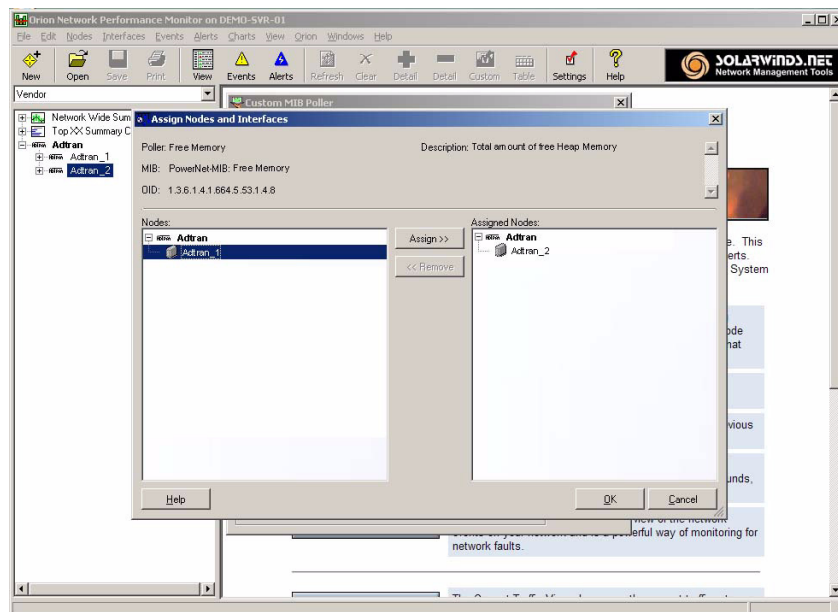 Orion Network Performance Monitor on DEMO-SVR-01
File Edit Nodes Interfaces Events Alerts Charts View Orion Windows Help
New Open Save Print View Events Alerts Refresh Clear Detail Detail Custom Table Settings Help
SOLARWINDS.NET
Network Management Tools
Vendor
Network Wide Sum
Top XX Summary C
Adtran
Adtran_1
Adtran_2
Custom MIB Poller
Assign Nodes and Interfaces
Poller: Free Memory
Description: Total amount of free Heap Memory
MIB: PowerNet-MIB: Free Memory
OID: 1.3.6.1.4.1.664.5.53.1.4.8
Nodes:
Adtran
Adtran_1
Assign >>
<< Remove
Assigned Nodes:
Adtran
Adtran_2
Help
OK
Cancel
e. This
erts.
System
ode
hat
vious
unds,
view of the network
powerful way of monitoring for
network faults.